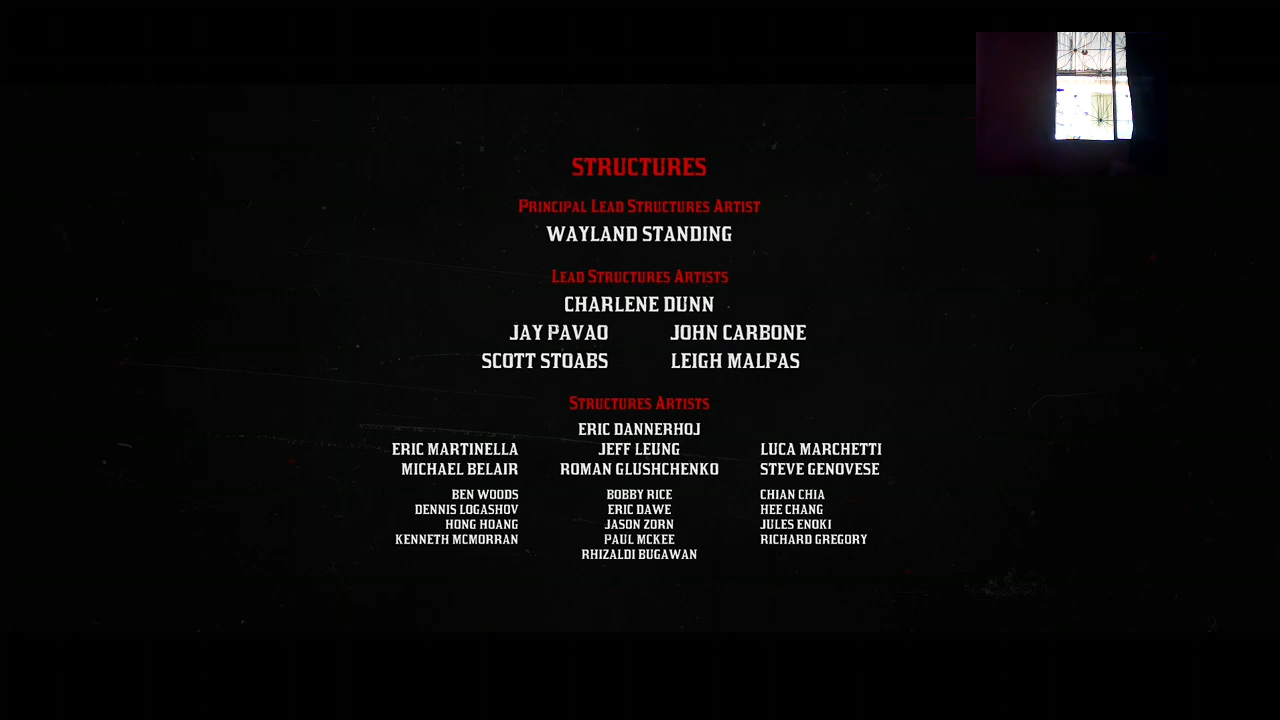 STRUCTURES
PRINCIPAL LEAD STRUCTURES ARTIST
WAYLAND STANDING
LEAD STRUCTURES ARTISTS
CHARLENE DUNN
JAY PAVAO JOHN CARBONE
SCOTT STOABS LEIGH MALPAS
STRUCTURES ARTISTS
ERIC DANNERHOJ
ERIC MARTINELLA JEFF LEUNG LUCA MARCHETTI
MICHAEL BELAIR ROMAN GLUSHCHENKO STEVE GENOVESE
BEN WOODS BOBBY RICE CHIAN CHIA
DENNIS LOGASHOV ERIC DAWE HEE CHANG
HONG HOANG JASON ZORN JULES ENOKI
KENNETH MCMORRAN PAUL MCKEE RICHARD GREGORY
RHIZALDI BUGAWAN